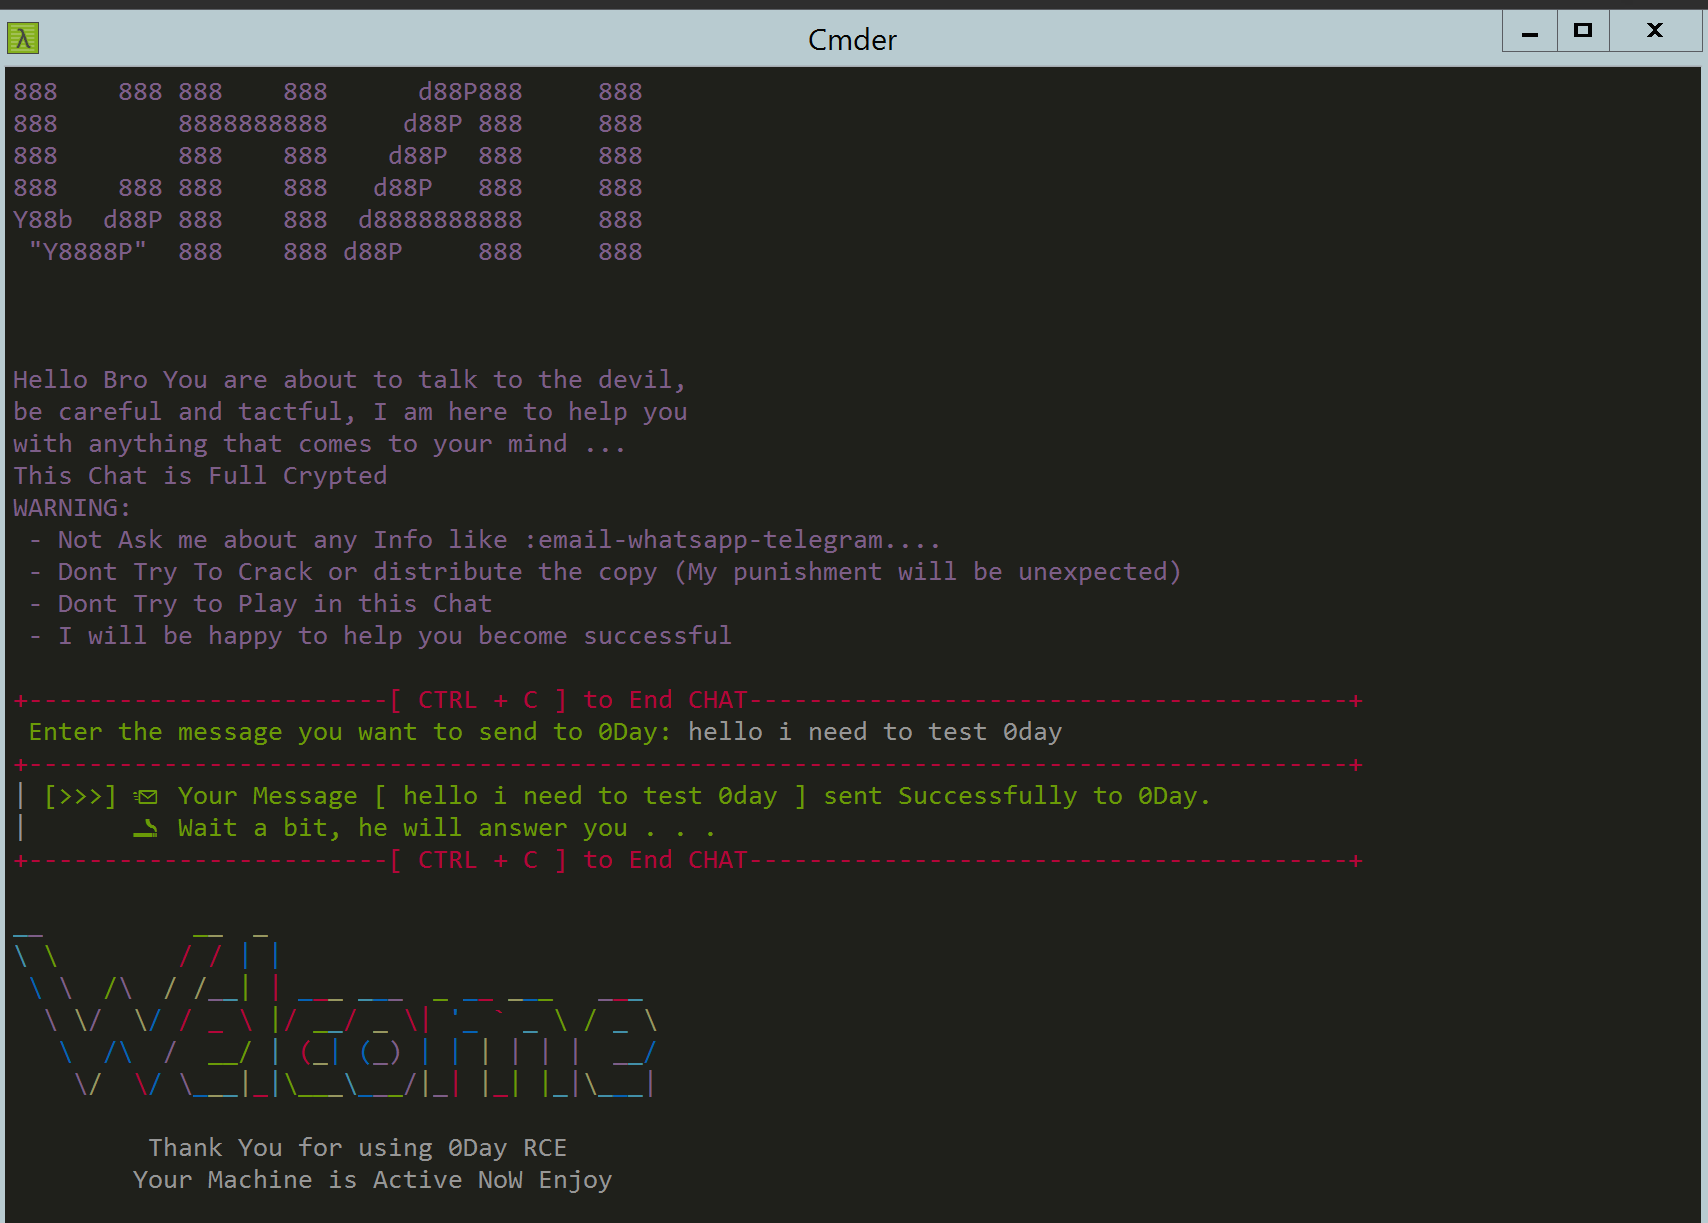 Cmder
888    888 888    888      d88P888     888
888        8888888888     d88P 888     888
888        888    888    d88P  888     888
888    888 888    888   d88P   888     888
Y88b  d88P 888    888  d8888888888     888
 "Y8888P"  888    888 d88P     888     888
Hello Bro You are about to talk to the devil,
be careful and tactful, I am here to help you
with anything that comes to your mind ...
This Chat is Full Crypted
WARNING:
 - Not Ask me about any Info like :email-whatsapp-telegram....
 - Dont Try To Crack or distribute the copy (My punishment will be unexpected)
 - Dont Try to Play in this Chat
 - I will be happy to help you become successful
+------------------------[ CTRL + C ] to End CHAT----------------------------------------+
 Enter the message you want to send to 0Day: hello i need to test 0day
+----------------------------------------------------------------------------------------+
| [>>>] Your Message [ hello i need to test 0day ] sent Successfully to 0Day.
| Wait a bit, he will answer you . . .
+------------------------[ CTRL + C ] to End CHAT----------------------------------------+
Welcome
Thank You for using 0Day RCE
Your Machine is Active NoW Enjoy